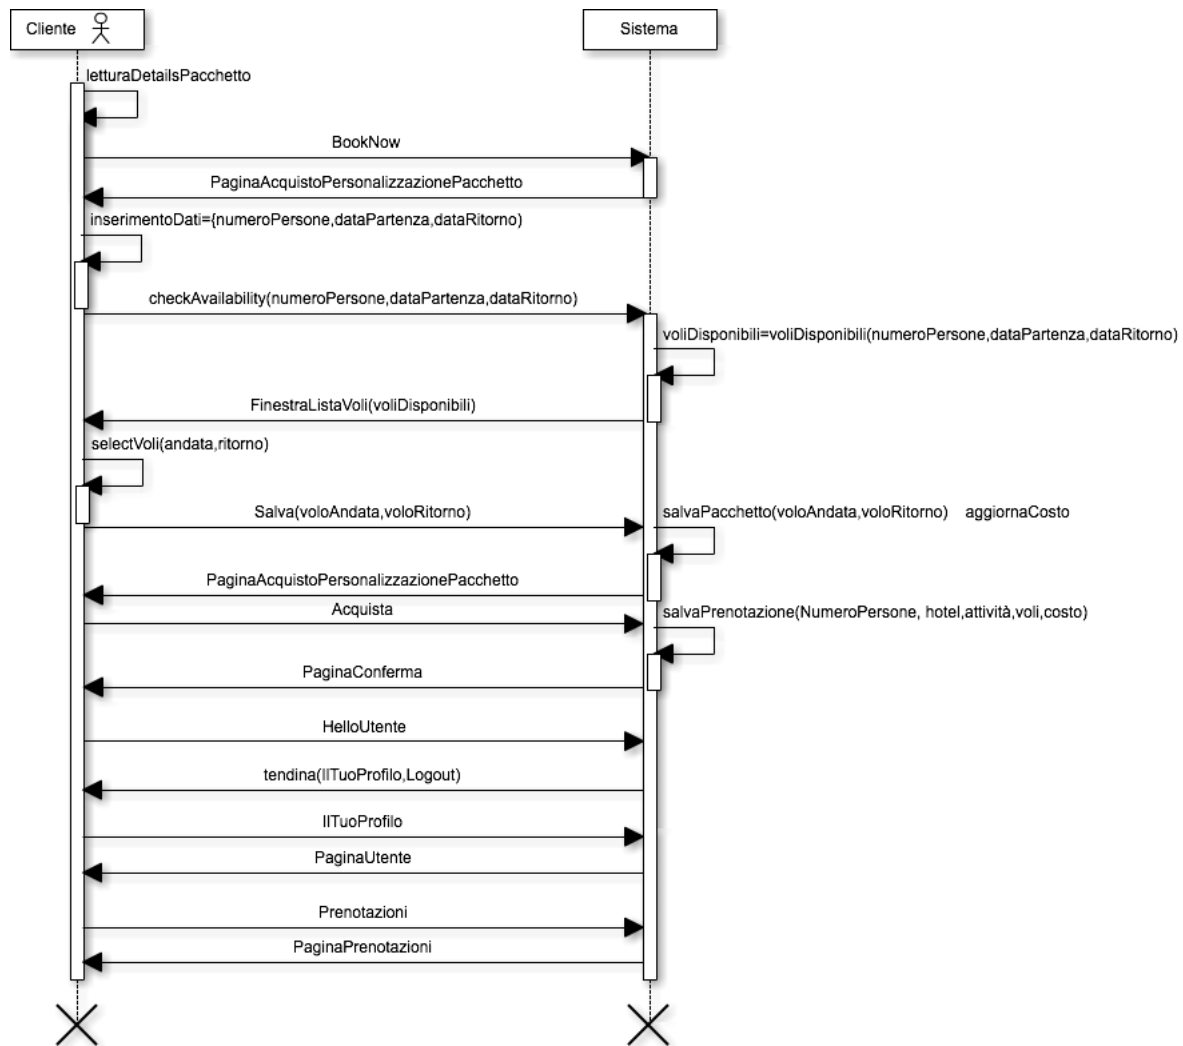 Cliente
Sistema
letturaDetailsPacchetto
BookNow
PaginaAcquistoPersonalizzazionePacchetto
inserimentoDati={numeroPersone,dataPartenza,dataRitorno)
checkAvailability(numeroPersone,dataPartenza,dataRitorno)
voliDisponibili=voliDisponibili(numeroPersone,dataPartenza,dataRitorno)
FinestraListaVoli(voliDisponibili)
selectVoli(andata,ritorno)
Salva(voloAndata,voloRitorno)
salvaPacchetto(voloAndata,voloRitorno) aggiornaCosto
PaginaAcquistoPersonalizzazionePacchetto
Acquista
salvaPrenotazione(NumeroPersone, hotel,attività,voli,costo)
PaginaConferma
HelloUtente
tendina(IlTuoProfilo,Logout)
IlTuoProfilo
PaginaUtente
Prenotazioni
PaginaPrenotazioni